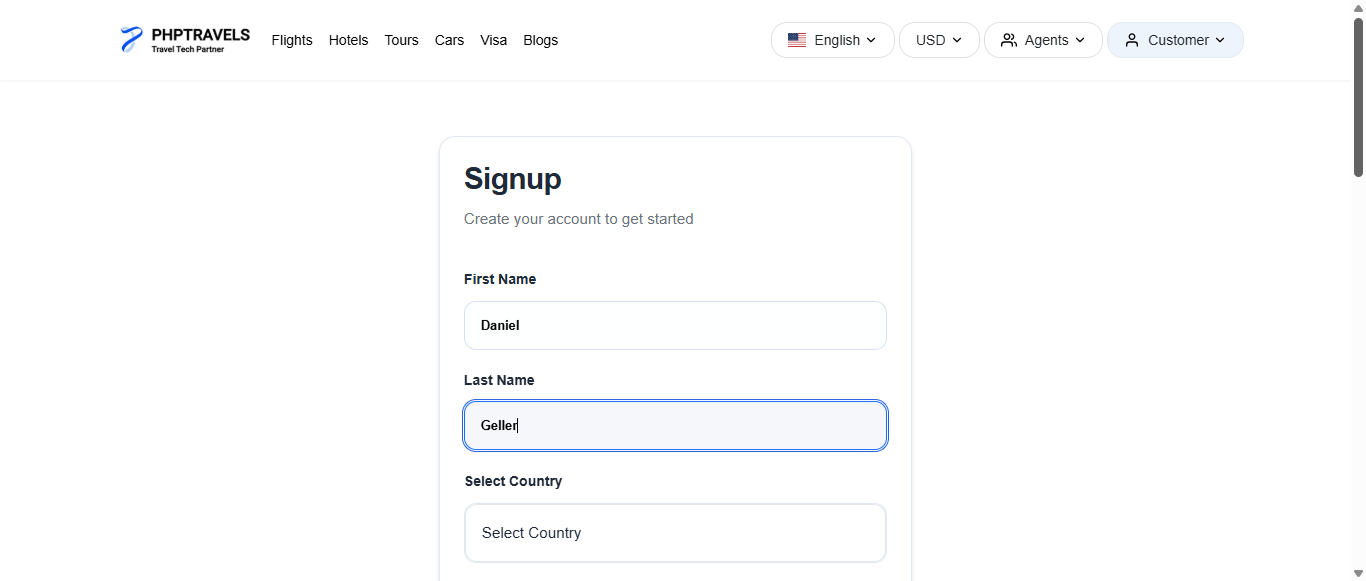 PHPTRAVELS
Travel Tech Partner
Flights Hotels Tours Cars Visa Blogs
English USD Agents Customer
Signup
Create your account to get started
First Name
Daniel
Last Name
Geller
Select Country
Select Country